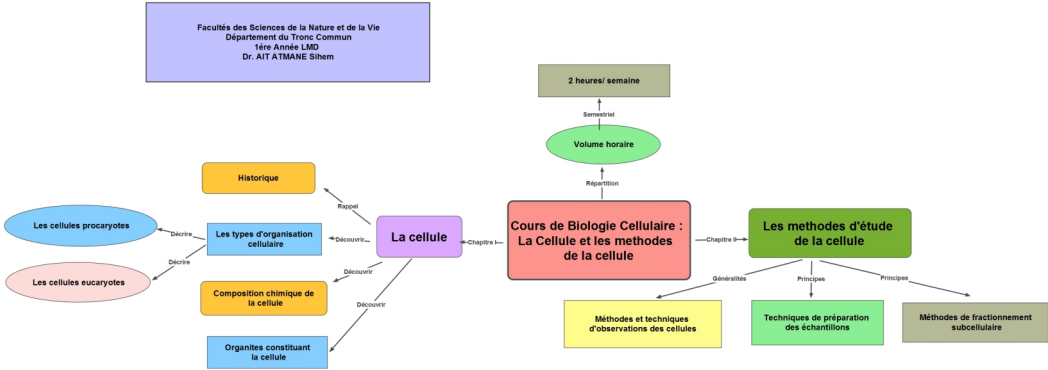 Facultés des Sciences de la Nature et de la Vie
Département du Tronc Commun
1ére Année LMD
Dr. AIT ATMANE Sihem
2 heures/ semaine
Semestriel
Volume horaire
Répartition
Cours de Biologie Cellulaire :
La Cellule et les methodes
de la cellule
Chapitre I
La cellule
Rappel
Historique
Découvrir
Les types d'organisation
cellulaire
Décrire
Les cellules procaryotes
Décrire
Les cellules eucaryotes
Découvrir
Composition chimique de
la cellule
Découvrir
Organites constituant
la cellule
Chapitre II
Les methodes d'étude
de la cellule
Généralités
Méthodes et techniques
d'observations des cellules
Principes
Techniques de préparation
des échantillons
Principes
Méthodes de fractionnement
subcellulaire